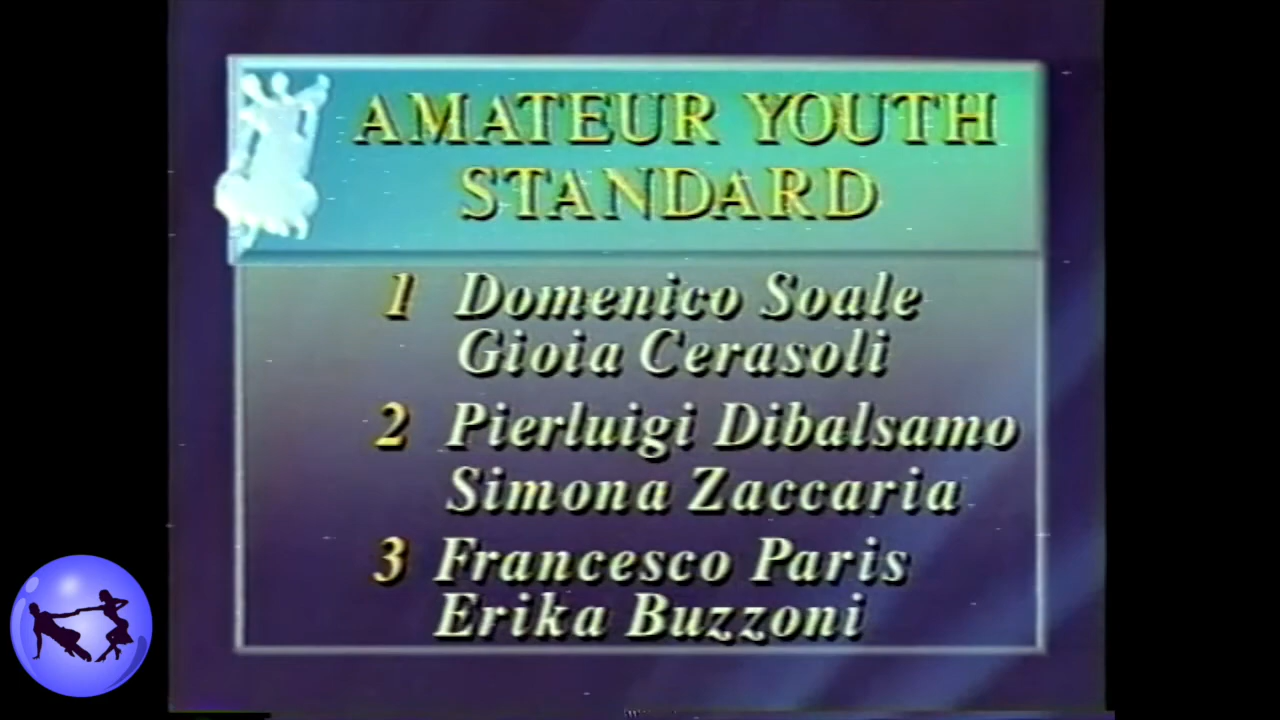 AMATEUR YOUTH
STANDARD
1 Domenico Soale
Gioia Cerasoli
2 Pierluigi Dibalsamo
Simona Zaccaria
3 Francesco Paris
Erika Buzzoni